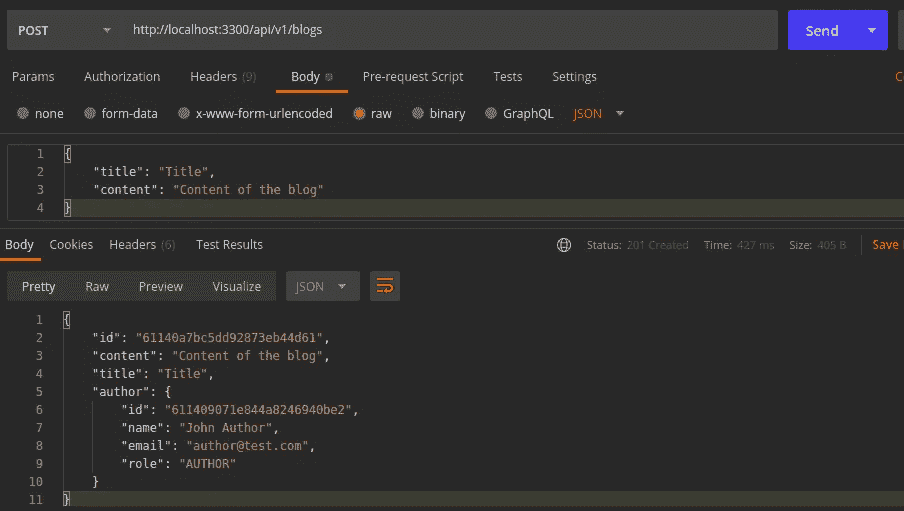 POST http://localhost:3300/api/v1/blogs Send
Params Authorization Headers (9) Body Pre-request Script Tests Settings
none form-data x-www-form-urlencoded raw binary GraphQL JSON
1 {
2 "title": "Title",
3 "content": "Content of the blog"
4 }
Body Cookies Headers (6) Test Results Status: 201 Created Time: 427 ms Size: 405 B Save
Pretty Raw Preview Visualize JSON
1 {
2 "id": "61140a7bc5dd92873eb44d61",
3 "content": "Content of the blog",
4 "title": "Title",
5 "author": {
6 "id": "611409071e844a8246940be2",
7 "name": "John Author",
8 "email": "author@test.com",
9 "role": "AUTHOR"
10 }
11 }